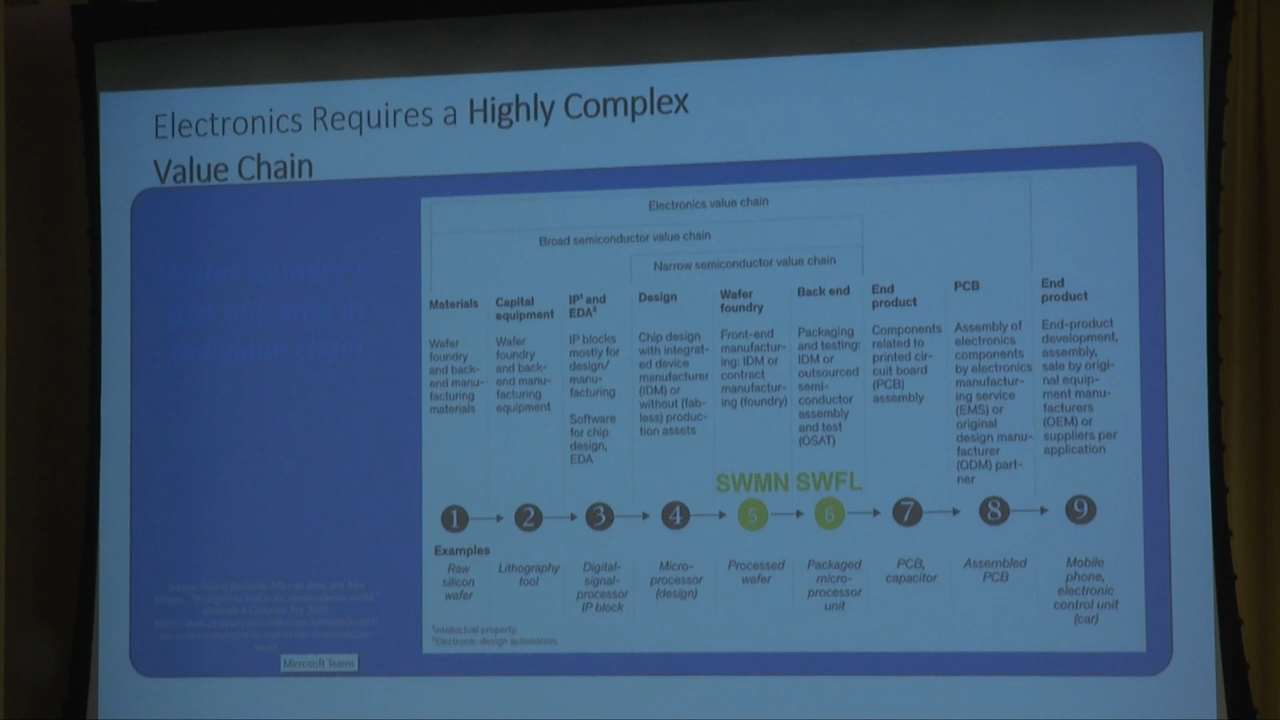 Electronics Requires a Highly Complex
Value Chain
Electronics value chain
Broad semiconductor value chain
Narrow semiconductor value chain
Materials
Wafer
foundry
and back-
end manu-
facturing
materials
Capital
equipment
Wafer
foundry
and back-
end manu-
facturing
equipment
IP¹ and
EDA²
IP blocks
mostly for
design/
manu-
facturing
Software
for chip
design,
EDA
Design
Chip design
with integrat-
ed device
manufacturer
(IDM) or
without (fab-
less) produc-
tion assets
Wafer
foundry
Front-end
manufactur-
ing: IDM or
contract
manufactur-
ing (foundry)
Back end
Packaging
and testing:
IDM or
outsourced
semi-
conductor
assembly
and test
(OSAT)
End
product
Components
related to
printed cir-
cuit board
(PCB)
assembly
PCB
Assembly of
electronics
components
by electronics
manufactur-
ing service
(EMS) or
original
design manu-
facturer
(ODM) part-
ner
End
product
End-product
development,
assembly,
sale by origi-
nal equip-
ment manu-
facturers
(OEM) or
suppliers per
application
SWMN SWFL
1 2 3 4 5 6 7 8 9
Examples
Raw
silicon
wafer
Lithography
tool
Digital-
signal-
processor
IP block
Micro-
processor
(design)
Processed
wafer
Packaged
micro-
processor
unit
PCB,
capacitor
Assembled
PCB
Mobile
phone,
electronic
control unit
(car)
¹Intellectual property.
²Electronic design automation.
Microsoft Teams